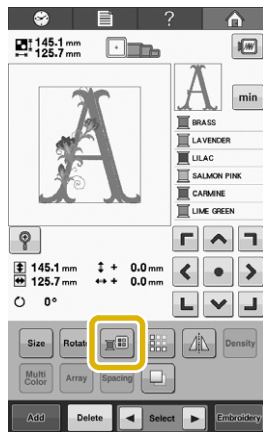 ?
145.1 mm
125.7 mm
A
A
min
BRASS
LAVENDER
LILAC
SALMON PINK
CARMINE
LIME GREEN
145.1 mm + 0.0 mm
125.7 mm + 0.0 mm
0°
Size Rotat Density
Multi Color Array Spacing
Add Delete Select Embroidery